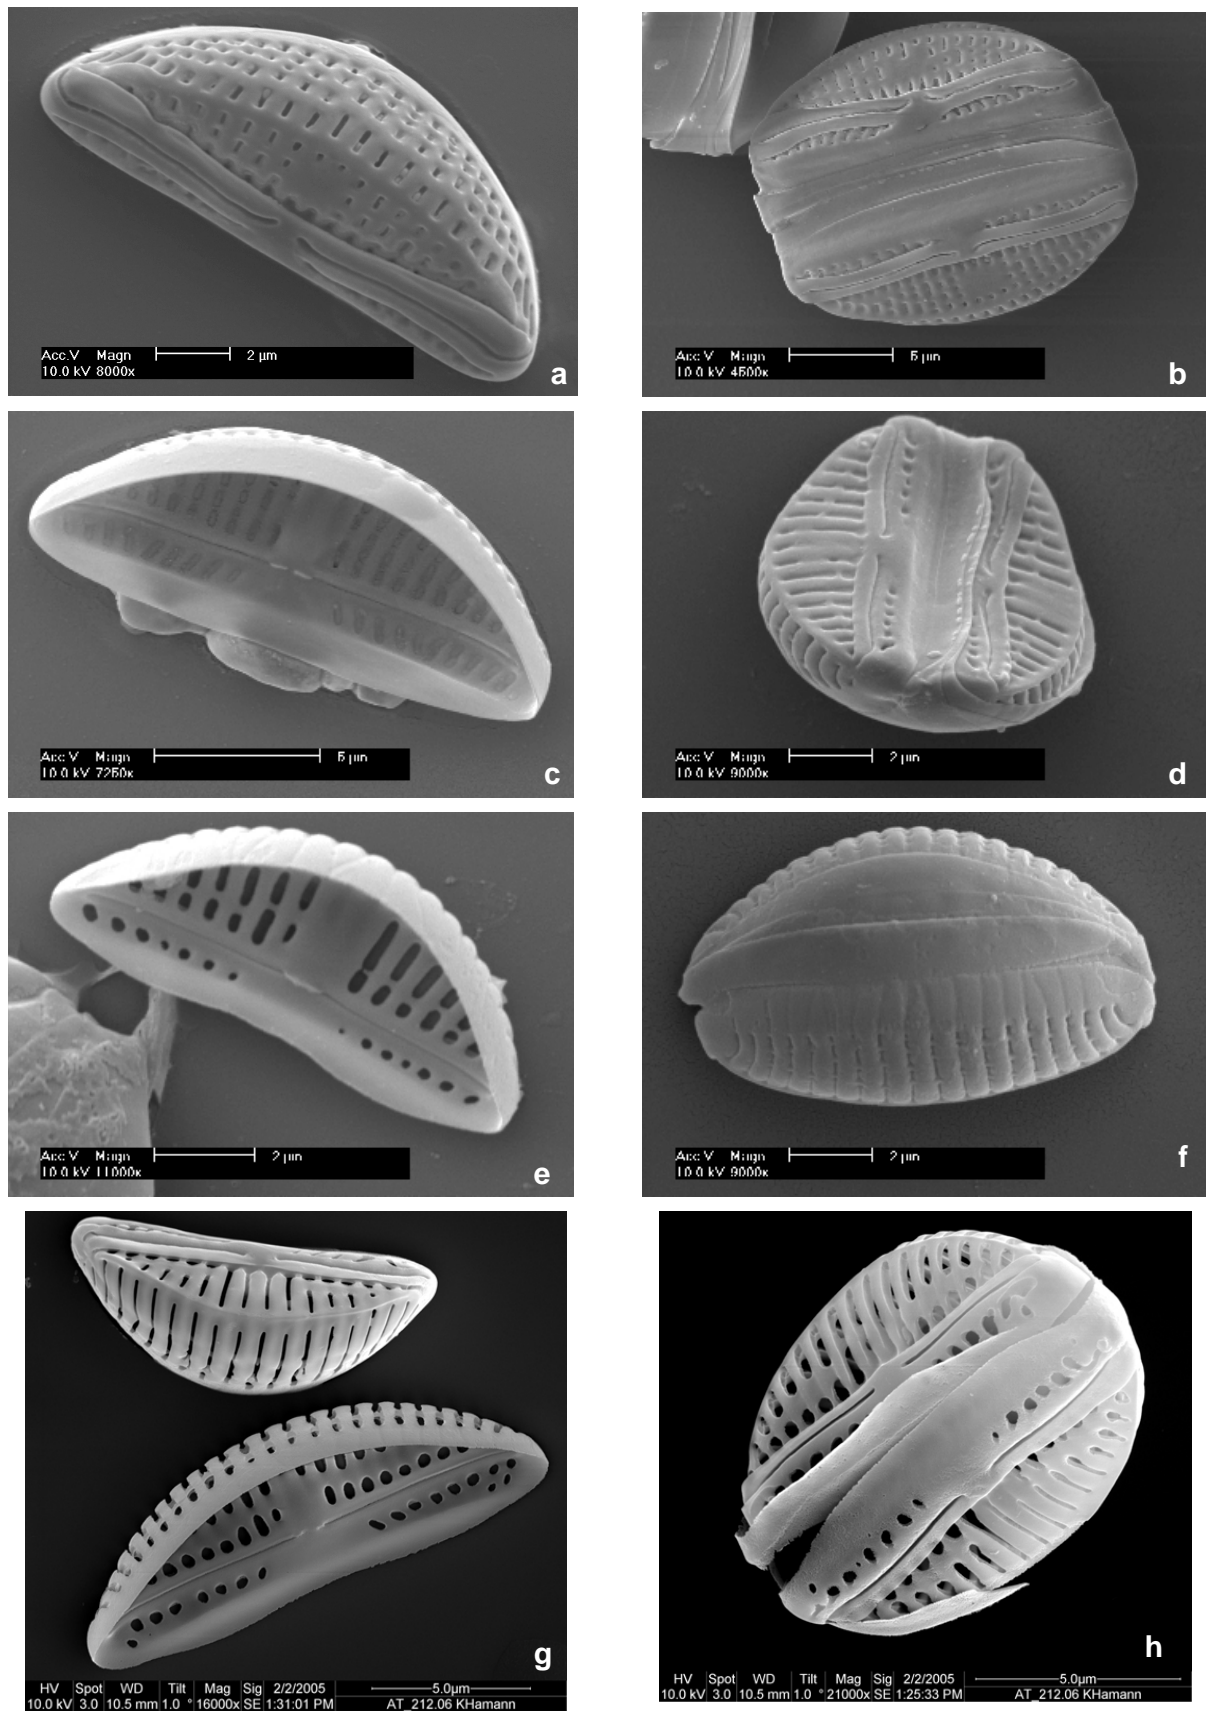 Acc.V Magn 2 µm
10.0 kV 8000x
a
Acc.V Magn 5 µm
10.0 kV 4500x
b
Acc.V Magn 5 µm
10.0 kV 7250x
c
Acc.V Magn 2 µm
10.0 kV 9000x
d
Acc.V Magn 2 µm
10.0 kV 11000x
e
Acc.V Magn 2 µm
10.0 kV 9000x
f
g
HV Spot WD Tilt Mag Sig 2/2/2005 5.0µm
10.0 kV 3.0 10.5 mm 1.0 ° 16000x SE 1:31:01 PM AT_212.06 KHamann
h
HV Spot WD Tilt Mag Sig 2/2/2005 5.0µm
10.0 kV 3.0 10.5 mm 1.0 ° 21000x SE 1:25:33 PM AT_212.06 KHamann